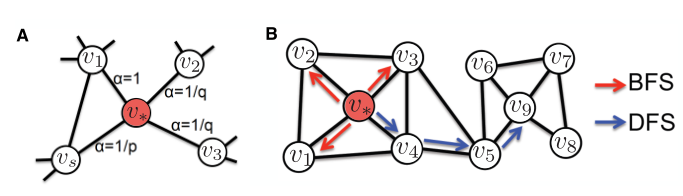 A
v1
v2
α=1
α=1/q
v*
α=1/q
α=1/p
vs
v3
B
v2
v3
v6
v7
v*
v9
v1
v4
v5
v8
BFS
DFS